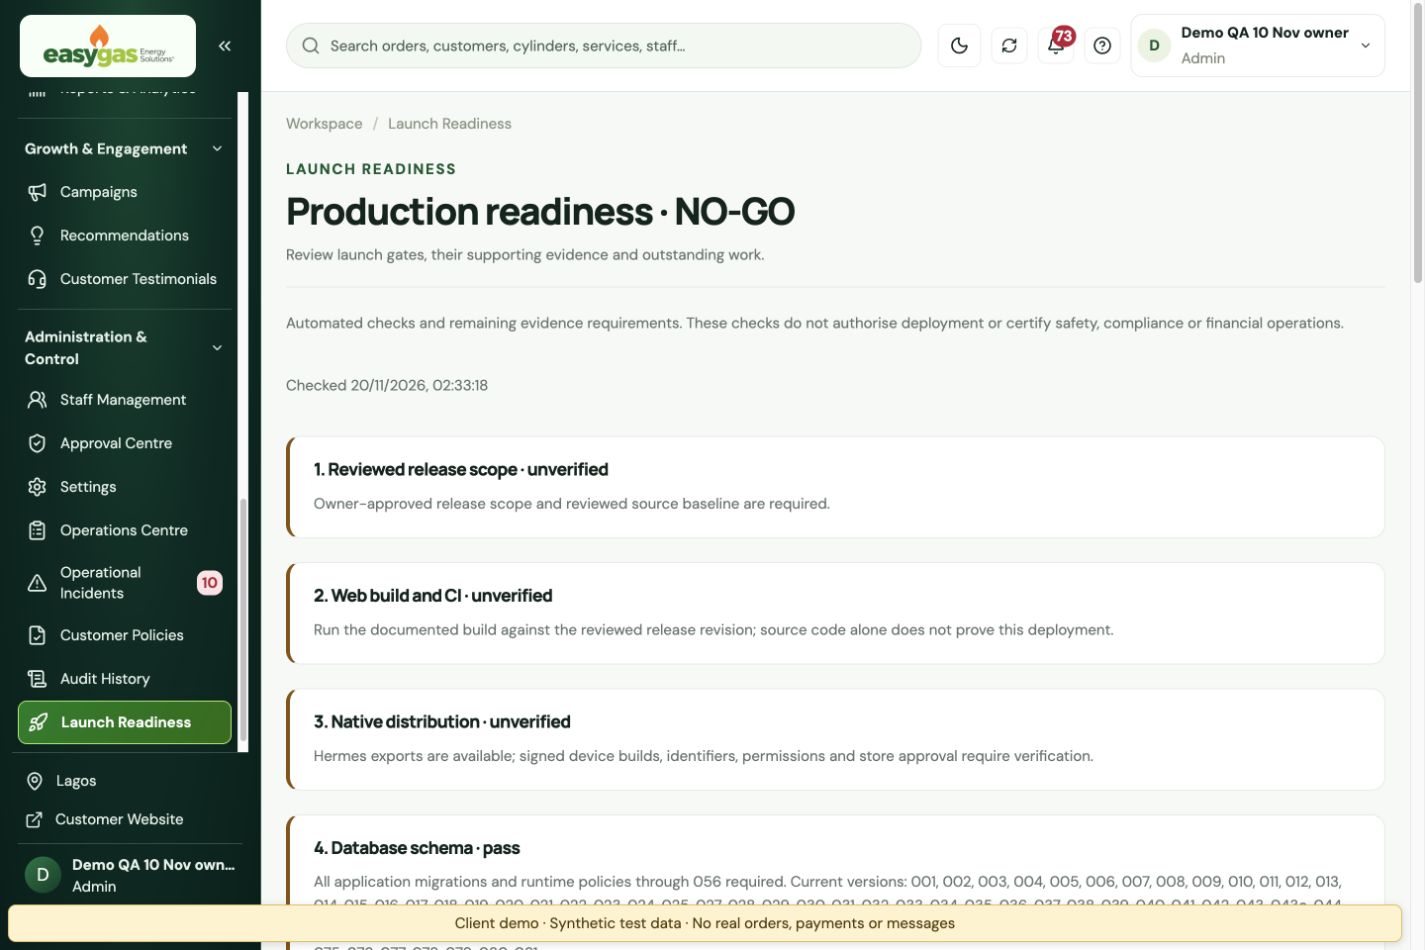 easygas Energy Solutions
Reports & Analytics
Growth & Engagement
Campaigns
Recommendations
Customer Testimonials
Administration &
Control
Staff Management
Approval Centre
Settings
Operations Centre
Operational
Incidents
10
Customer Policies
Audit History
Launch Readiness
Lagos
Customer Website
D
Demo QA 10 Nov own...
Admin
Search orders, customers, cylinders, services, staff...
73
D
Demo QA 10 Nov owner
Admin
Workspace / Launch Readiness
LAUNCH READINESS
Production readiness · NO-GO
Review launch gates, their supporting evidence and outstanding work.
Automated checks and remaining evidence requirements. These checks do not authorise deployment or certify safety, compliance or financial operations.
Checked 20/11/2026, 02:33:18
1. Reviewed release scope · unverified
Owner-approved release scope and reviewed source baseline are required.
2. Web build and CI · unverified
Run the documented build against the reviewed release revision; source code alone does not prove this deployment.
3. Native distribution · unverified
Hermes exports are available; signed device builds, identifiers, permissions and store approval require verification.
4. Database schema · pass
All application migrations and runtime policies through 056 required. Current versions: 001, 002, 003, 004, 005, 006, 007, 008, 009, 010, 011, 012, 013,
Client demo · Synthetic test data · No real orders, payments or messages